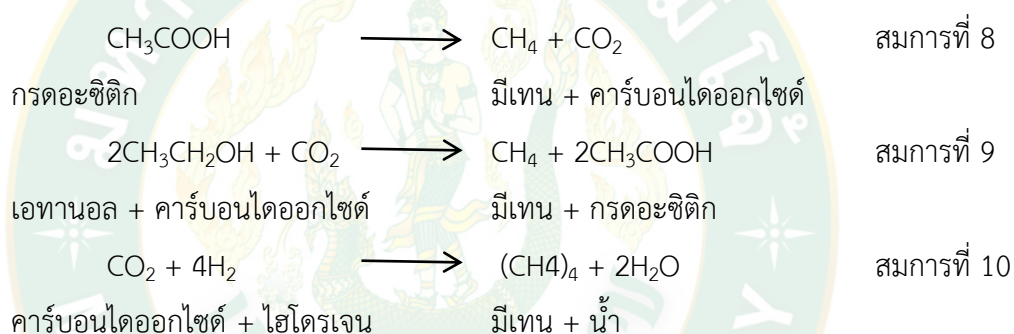 CH₃COOH ⟶ CH₄ + CO₂ สมการที่ 8
กรดอะซิติก มีเทน + คาร์บอนไดออกไซด์
2CH₃CH₂OH + CO₂ ⟶ CH₄ + 2CH₃COOH สมการที่ 9
เอทานอล + คาร์บอนไดออกไซด์ มีเทน + กรดอะซิติก
CO₂ + 4H₂ ⟶ (CH4)₄ + 2H₂O สมการที่ 10
คาร์บอนไดออกไซด์ + ไฮโดรเจน มีเทน + น้ำ